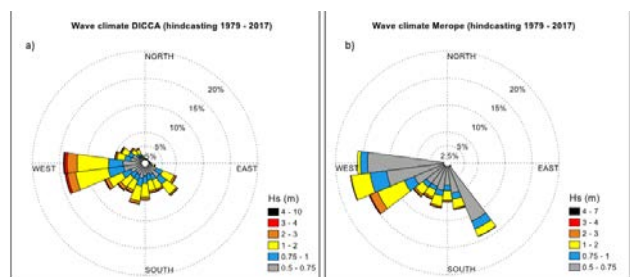 Wave climate DICCA (hindcasting 1979 - 2017)
a)
NORTH
20%
15%
10%
5%
2.5%
WEST
EAST
SOUTH
Hs (m)
4 - 10
3 - 4
2 - 3
1 - 2
0.75 - 1
0.5 - 0.75
Wave climate Merope (hindcasting 1979 - 2017)
b)
NORTH
20%
15%
10%
5%
2.5%
WEST
EAST
SOUTH
Hs (m)
4 - 7
3 - 4
2 - 3
1 - 2
0.75 - 1
0.5 - 0.75